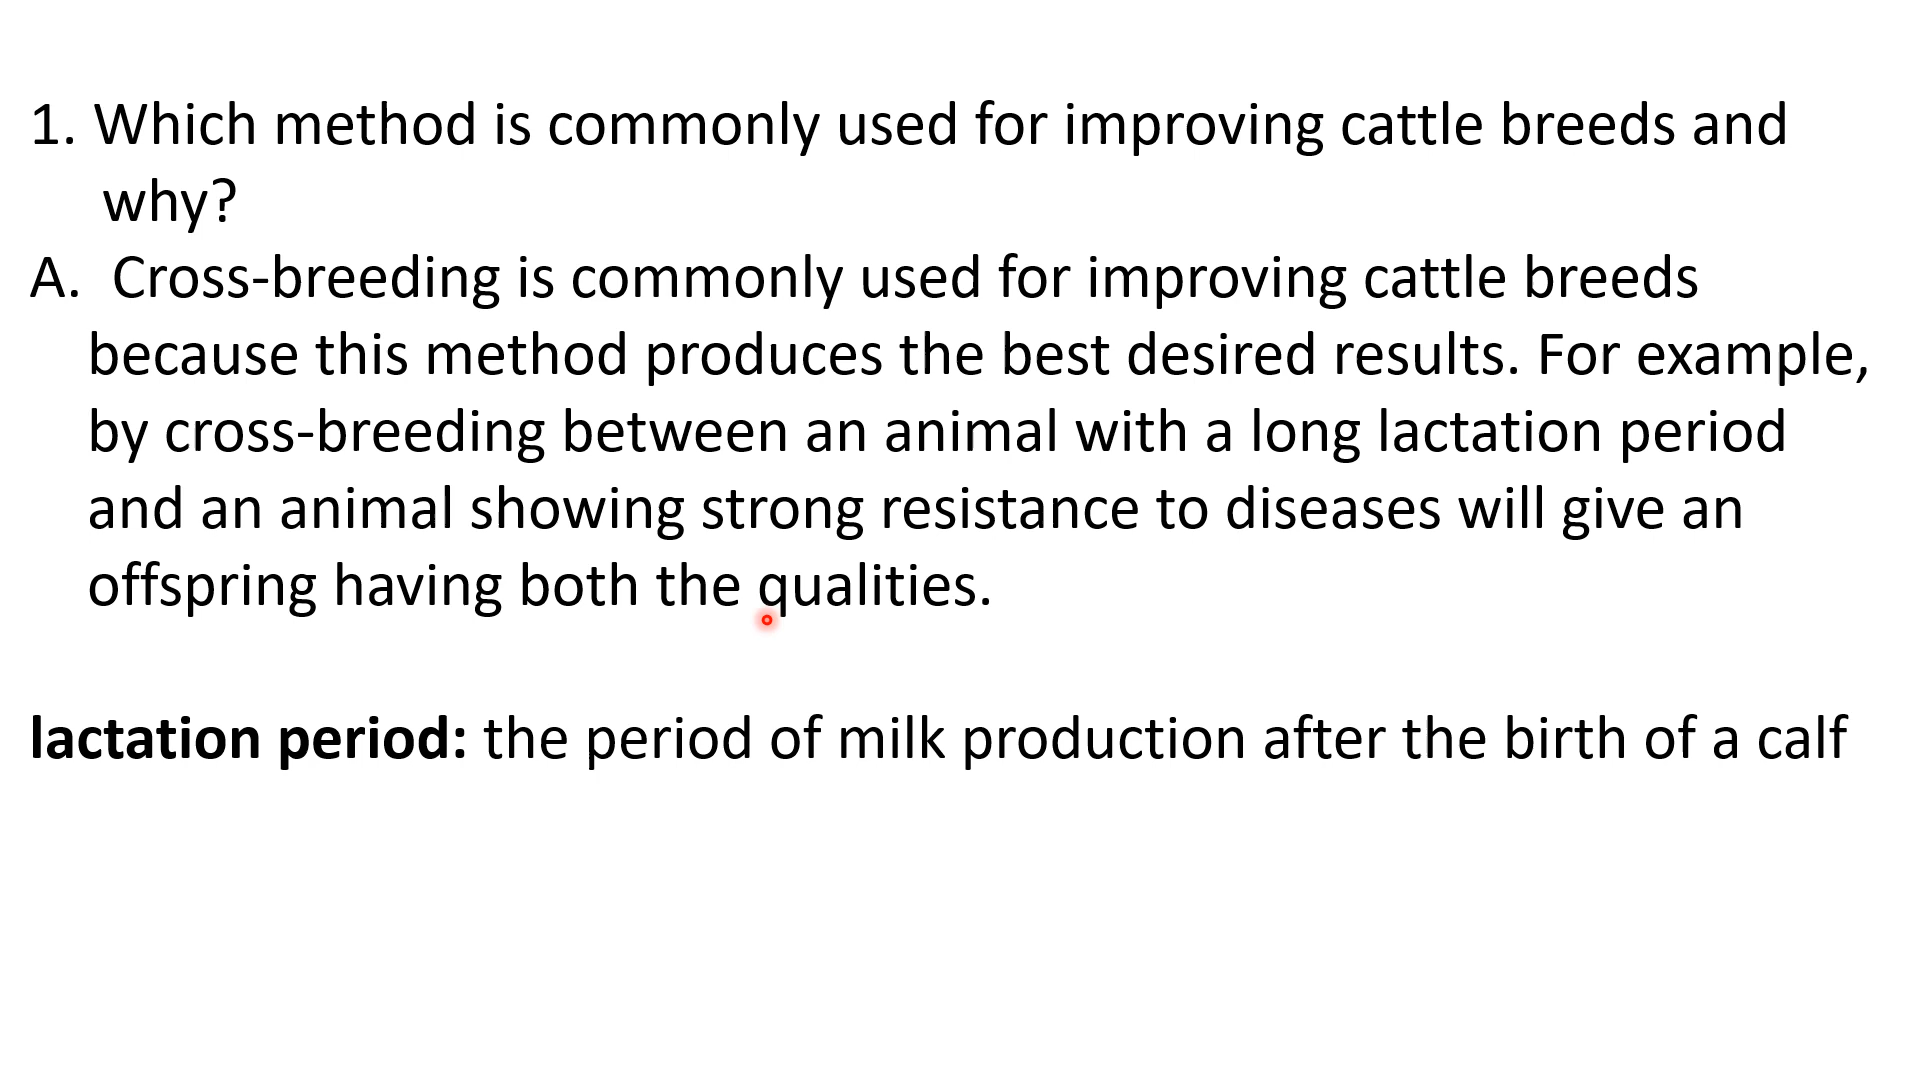 1. Which method is commonly used for improving cattle breeds and
why?
A. Cross-breeding is commonly used for improving cattle breeds
because this method produces the best desired results. For example,
by cross-breeding between an animal with a long lactation period
and an animal showing strong resistance to diseases will give an
offspring having both the qualities.
lactation period: the period of milk production after the birth of a calf